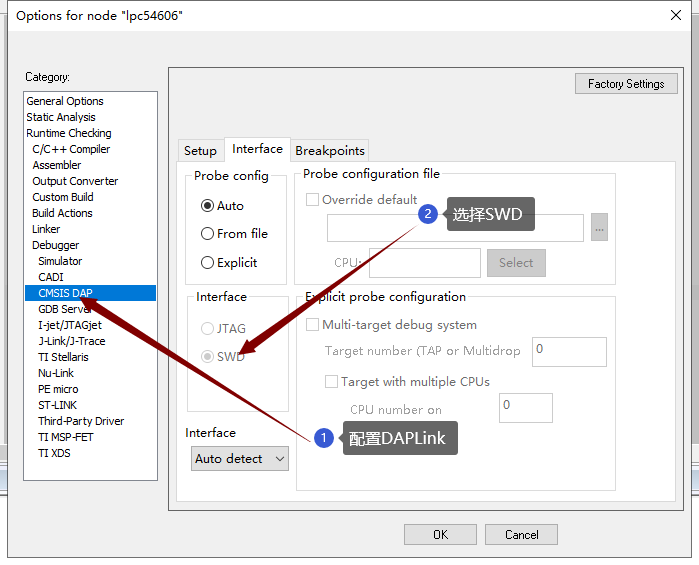 Options for node "lpc54606"
Category:
General Options
Static Analysis
Runtime Checking
C/C++ Compiler
Assembler
Output Converter
Custom Build
Build Actions
Linker
Debugger
Simulator
CADI
CMSIS DAP
GDB Server
I-jet/JTAGjet
J-Link/J-Trace
TI Stellaris
Nu-Link
PE micro
ST-LINK
Third-Party Driver
TI MSP-FET
TI XDS
Factory Settings
Setup
Interface
Breakpoints
Probe config
Auto
From file
Explicit
Probe configuration file
Override default
2
选择SWD
...
CPU:
Select
Interface
JTAG
SWD
Explicit probe configuration
Multi-target debug system
Target number (TAP or Multidrop
0
Target with multiple CPUs
CPU number on
0
Interface
Auto detect
1
配置DAPLink
OK
Cancel